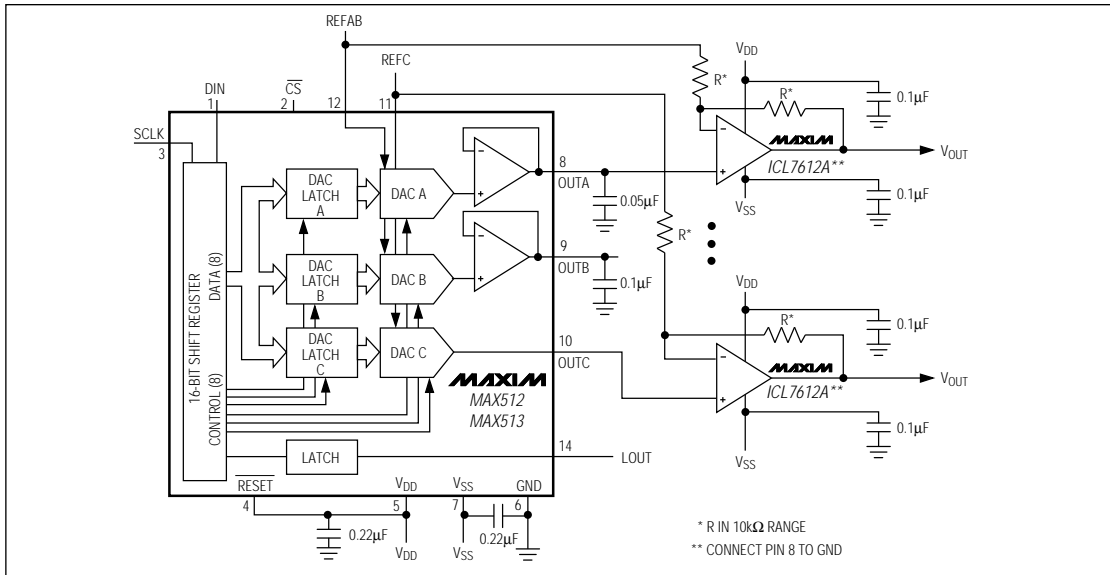 REFAB
REFC
DIN
CS
1
2
12
11
SCLK
3
16-BIT SHIFT REGISTER
DATA (8)
CONTROL (8)
DAC
LATCH
A
DAC A
DAC
LATCH
B
DAC B
DAC
LATCH
C
DAC C
LATCH
-
+
8
OUTA
0.05µF
-
+
9
OUTB
0.1µF
10
OUTC
MAXIM
MAX512
MAX513
14
LOUT
RESET
4
VDD
5
VSS
7
GND
6
0.22µF
VDD
VSS
0.22µF
R*
R*
VDD
0.1µF
-
+
MAXIM
ICL7612A**
VOUT
VSS
0.1µF
R*
R*
VDD
0.1µF
-
+
MAXIM
ICL7612A**
VOUT
VSS
0.1µF
* R IN 10kΩ RANGE
** CONNECT PIN 8 TO GND